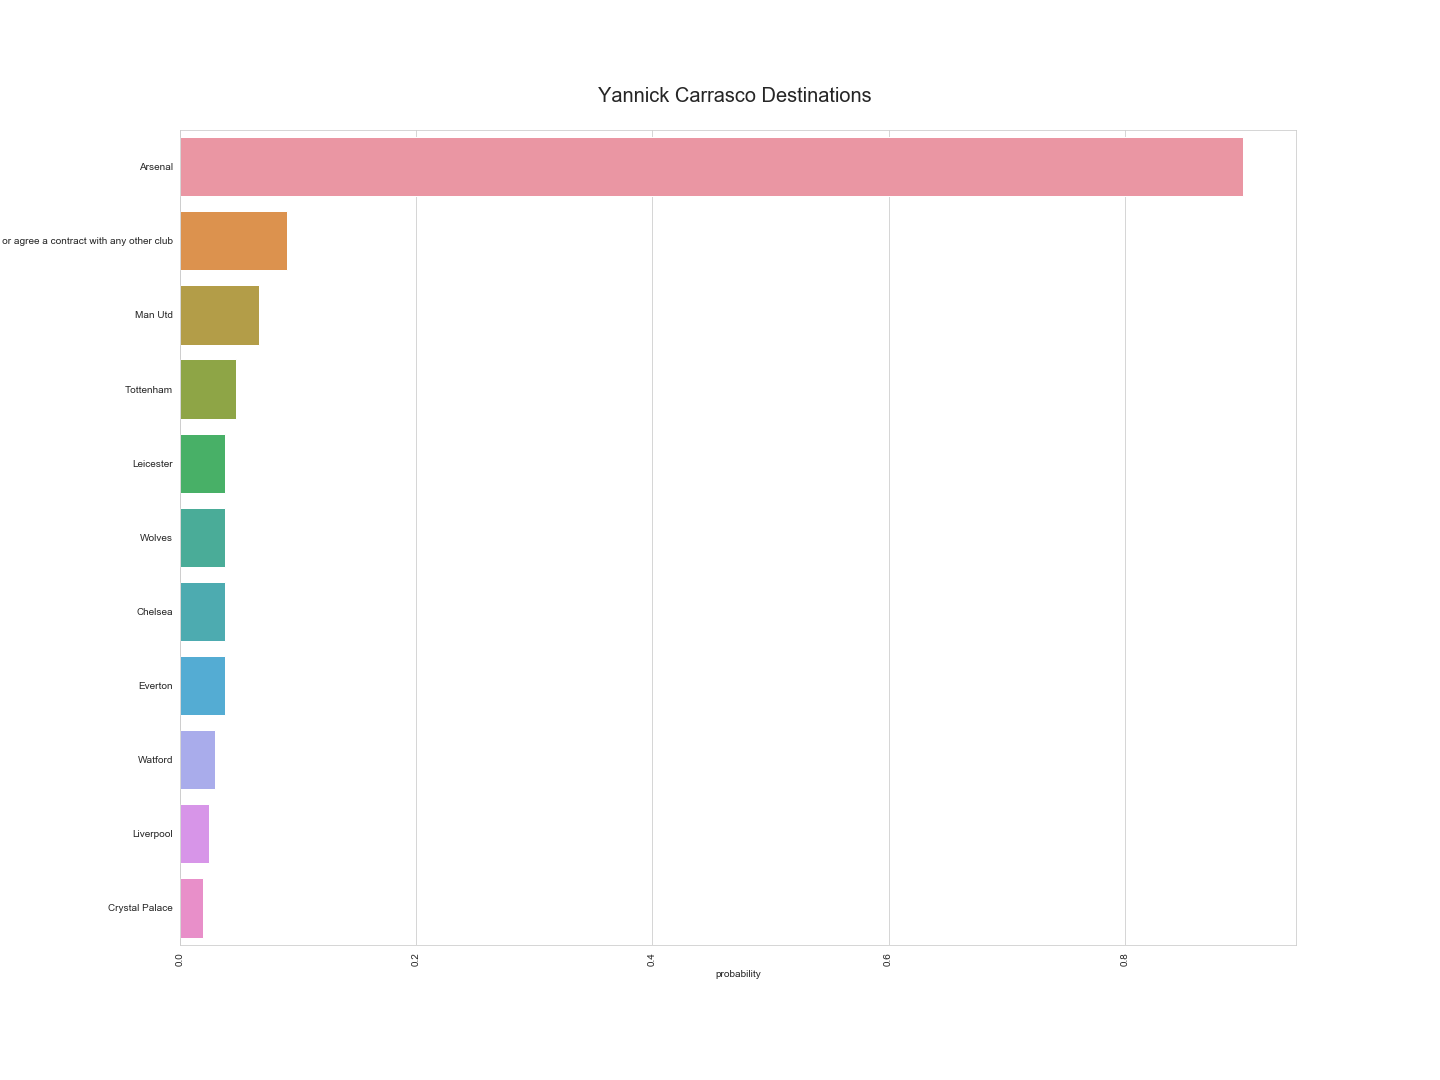 Yannick Carrasco Destinations
Arsenal
or agree a contract with any other club
Man Utd
Tottenham
Leicester
Wolves
Chelsea
Everton
Watford
Liverpool
Crystal Palace
0.0
0.2
0.4
0.6
0.8
probability